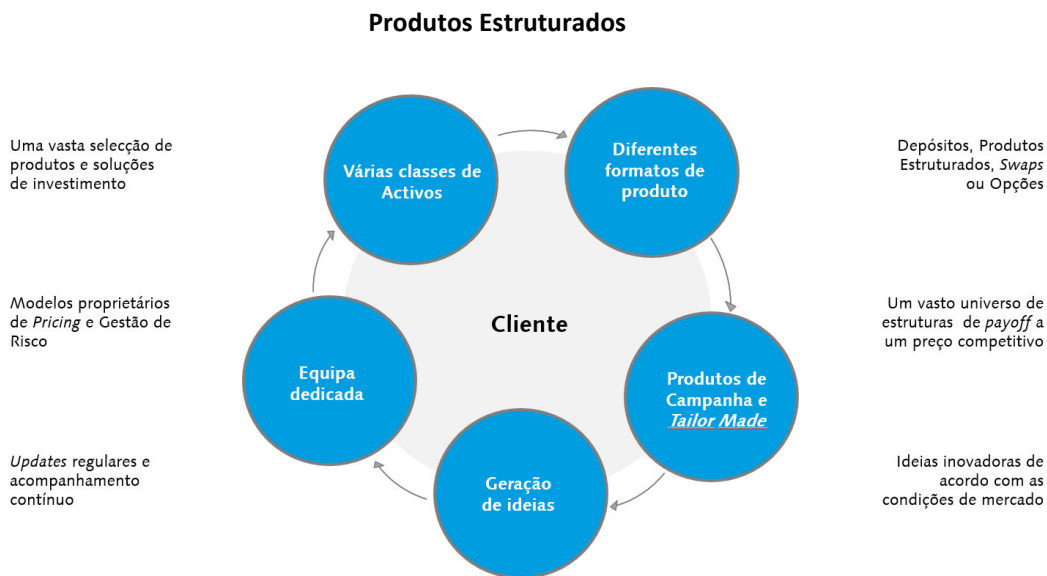 Produtos Estruturados
Uma vasta selecção de
produtos e soluções
de investimento
Várias classes de
Activos
Diferentes
formatos de
produto
Depósitos, Produtos
Estruturados, Swaps
ou Opções
Modelos proprietários
de Pricing e Gestão de
Risco
Cliente
Um vasto universo de
estruturas de payoff a
um preço competitivo
Equipa
dedicada
Produtos de
Campanha e
Tailor Made
Updates regulares e
acompanhamento
contínuo
Geração
de ideias
Ideias inovadoras de
acordo com as
condições de mercado